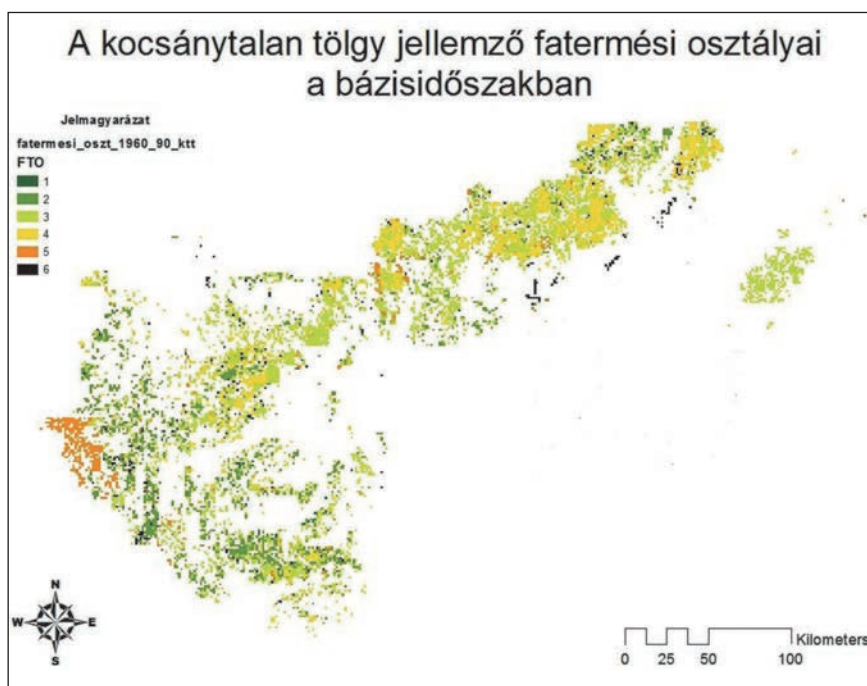 A kocsánytalan tölgy jellemző fatermési osztályai
a bázisidőszakban
Jelmagyarázat
fatermesi_oszt_1960_90_ktt
FTO
1
2
3
4
5
6
N
W E
S
Kilometers
0 25 50 100